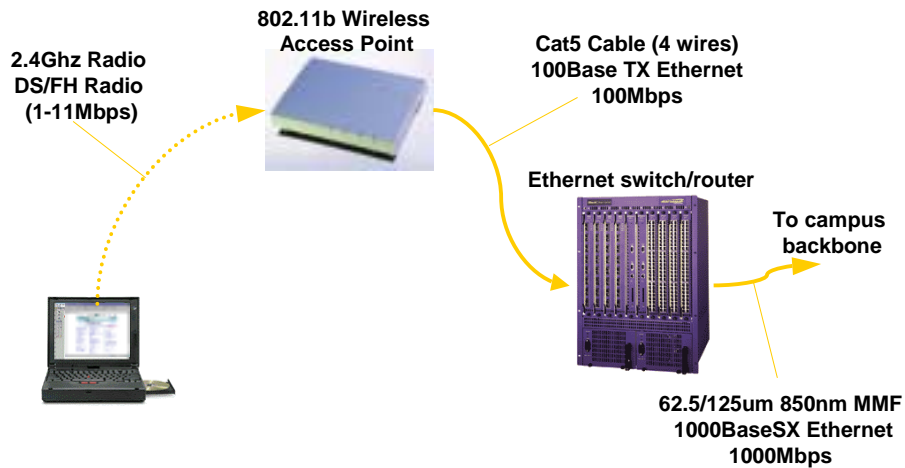 802.11b Wireless
Access Point
2.4Ghz Radio
DS/FH Radio
(1-11Mbps)
Cat5 Cable (4 wires)
100Base TX Ethernet
100Mbps
Ethernet switch/router
To campus
backbone
62.5/125um 850nm MMF
1000BaseSX Ethernet
1000Mbps